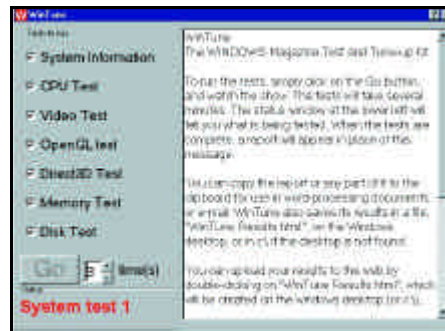 WinTune
System Information
CPU Test
Video Test
OpenGL test
Direct3D Test
Memory Test
Disk Test
Go
time(s)
System test 1
WinTune
The WINDOWS Magazine Test and Tune-up Kit
To run the tests, simply click on the Go button,
and watch the show. The tests will take several
minutes. The status window at the lower left will
tell you what is being tested. When the tests are
complete, a report will appear in place of this
message.
You can copy the report or any part of it to the
clipboard for use in word-processing documents,
or e-mail. WinTune also saves its results in a file,
"WinTune Results.html", on the Windows
desktop, or in c:\ if the desktop is not found.
You can upload your results to the web by
double-clicking on "WinTune Results.html", which
will be created on the windows desktop (or c:\).